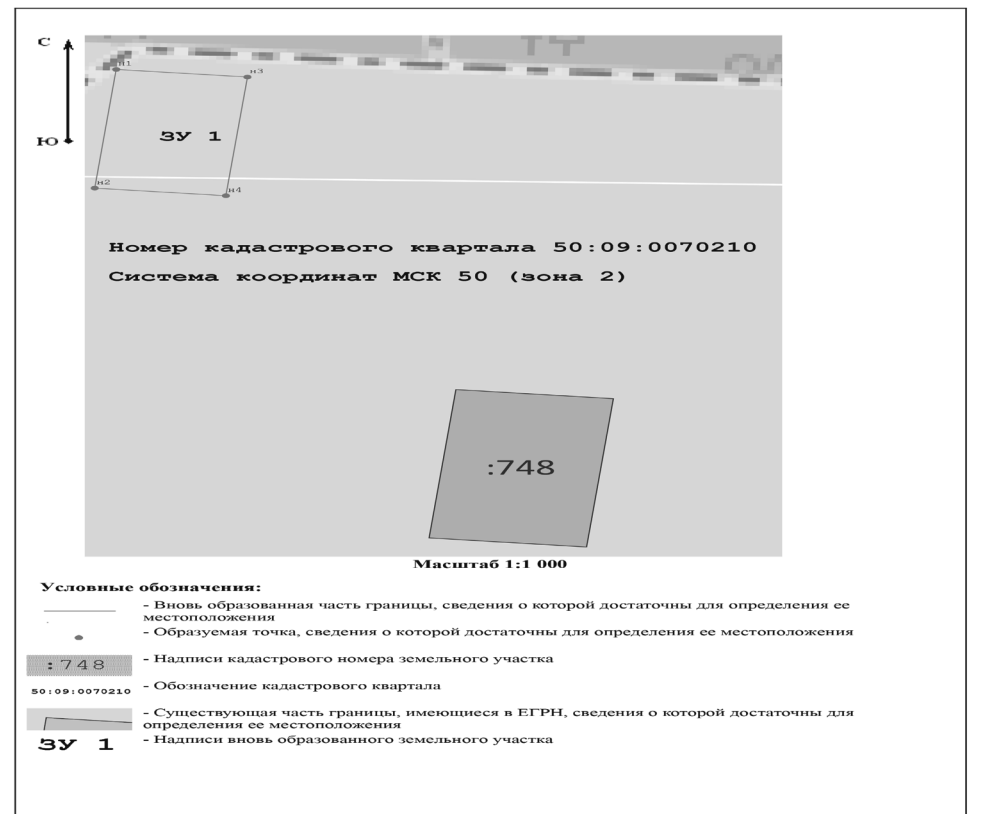 С
н1
н3
Ю
ЗУ 1
н2
н4
Номер кадастрового квартала 50:09:0070210
Система координат МСК 50 (зона 2)
:748
Масштаб 1:1 000
Условные обозначения:
- Вновь образованная часть границы, сведения о которой достаточны для определения ее
местоположения
- Образуемая точка, сведения о которой достаточны для определения ее местоположения
:748 - Надписи кадастрового номера земельного участка
50:09:0070210 - Обозначение кадастрового квартала
- Существующая часть границы, имеющиеся в ЕГРН, сведения о которой достаточны для
определения ее местоположения
ЗУ 1 - Надписи вновь образованного земельного участка